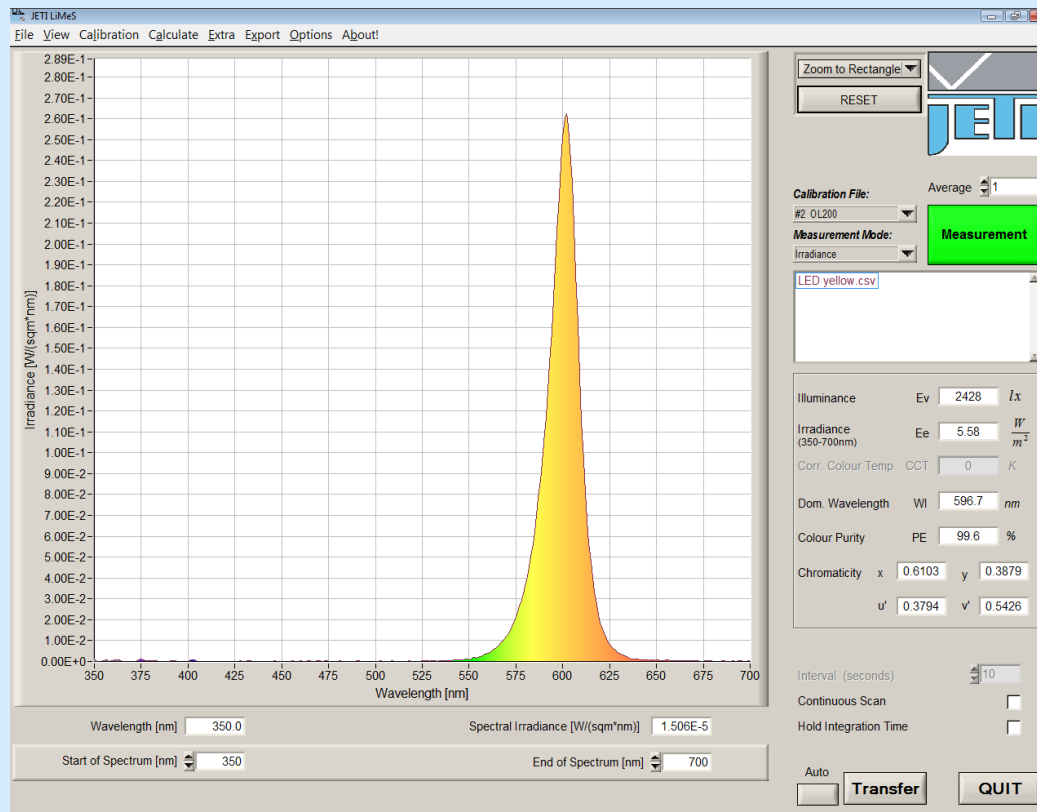 JETI LiMeS
File View Calibration Calculate Extra Export Options About!
2.89E-1
2.80E-1
2.70E-1
2.60E-1
2.50E-1
2.40E-1
2.30E-1
2.20E-1
2.10E-1
2.00E-1
1.90E-1
1.80E-1
1.70E-1
1.60E-1
1.50E-1
1.40E-1
1.30E-1
1.20E-1
1.10E-1
1.00E-1
9.00E-2
8.00E-2
7.00E-2
6.00E-2
5.00E-2
4.00E-2
3.00E-2
2.00E-2
1.00E-2
0.00E+0
Irradiance [W/(sqm*nm)]
350 375 400 425 450 475 500 525 550 575 600 625 650 675 700
Wavelength [nm]
Wavelength [nm] 350.0 Spectral Irradiance [W/(sqm*nm)] 1.506E-5
Start of Spectrum [nm] 350 End of Spectrum [nm] 700
Zoom to Rectangle
RESET
JETI
Calibration File:
Average 1
#2 OL200
Measurement Mode:
Measurement
Irradiance
LED yellow.csv
Illuminance Ev 2428 lx
Irradiance Ee 5.58 W/m²
(350-700nm)
Corr. Colour Temp CCT 0 K
Dom. Wavelength Wl 596.7 nm
Colour Purity PE 99.6 %
Chromaticity x 0.6103 y 0.3879
u' 0.3794 v' 0.5426
Interval (seconds) 10
Continuous Scan
Hold Integration Time
Auto
Transfer QUIT